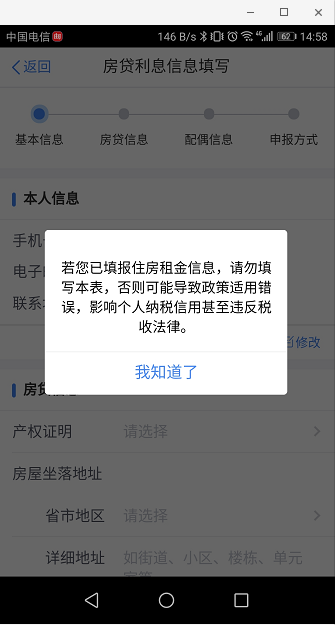 中国电信 146 B/s 4G 62 14:58
返回 房贷利息信息填写
基本信息 房贷信息 配偶信息 申报方式
本人信息
手机
电子
联系
若您已填报住房租金信息，请勿填
写本表，否则可能导致政策适用错
误，影响个人纳税信用甚至违反税
收法律。
修改
我知道了
房
产权证明 请选择
房屋坐落地址
省市地区 请选择
详细地址 如街道、小区、楼栋、单元
室等